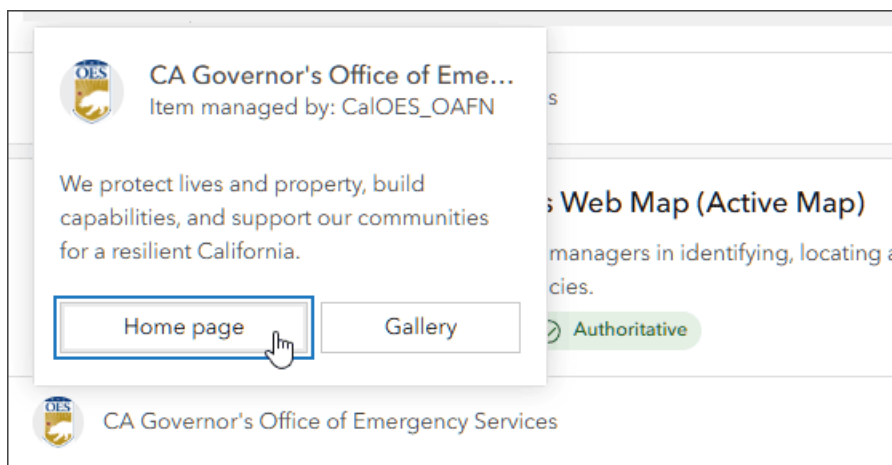 OES
CA Governor's Office of Eme...
Item managed by: CalOES_OAFN
s
We protect lives and property, build
capabilities, and support our communities
for a resilient California.
s Web Map (Active Map)
managers in identifying, locating a
cies.
Home page
Gallery
Authoritative
OES
CA Governor's Office of Emergency Services